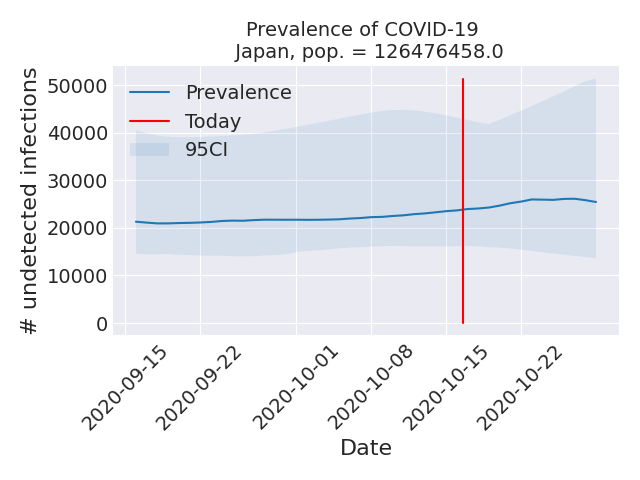 Prevalence of COVID-19
Japan, pop. = 126476458.0
# undetected infections
50000
40000
30000
20000
10000
0
Prevalence
Today
95CI
2020-09-15
2020-09-22
2020-10-01
2020-10-08
2020-10-15
2020-10-22
Date